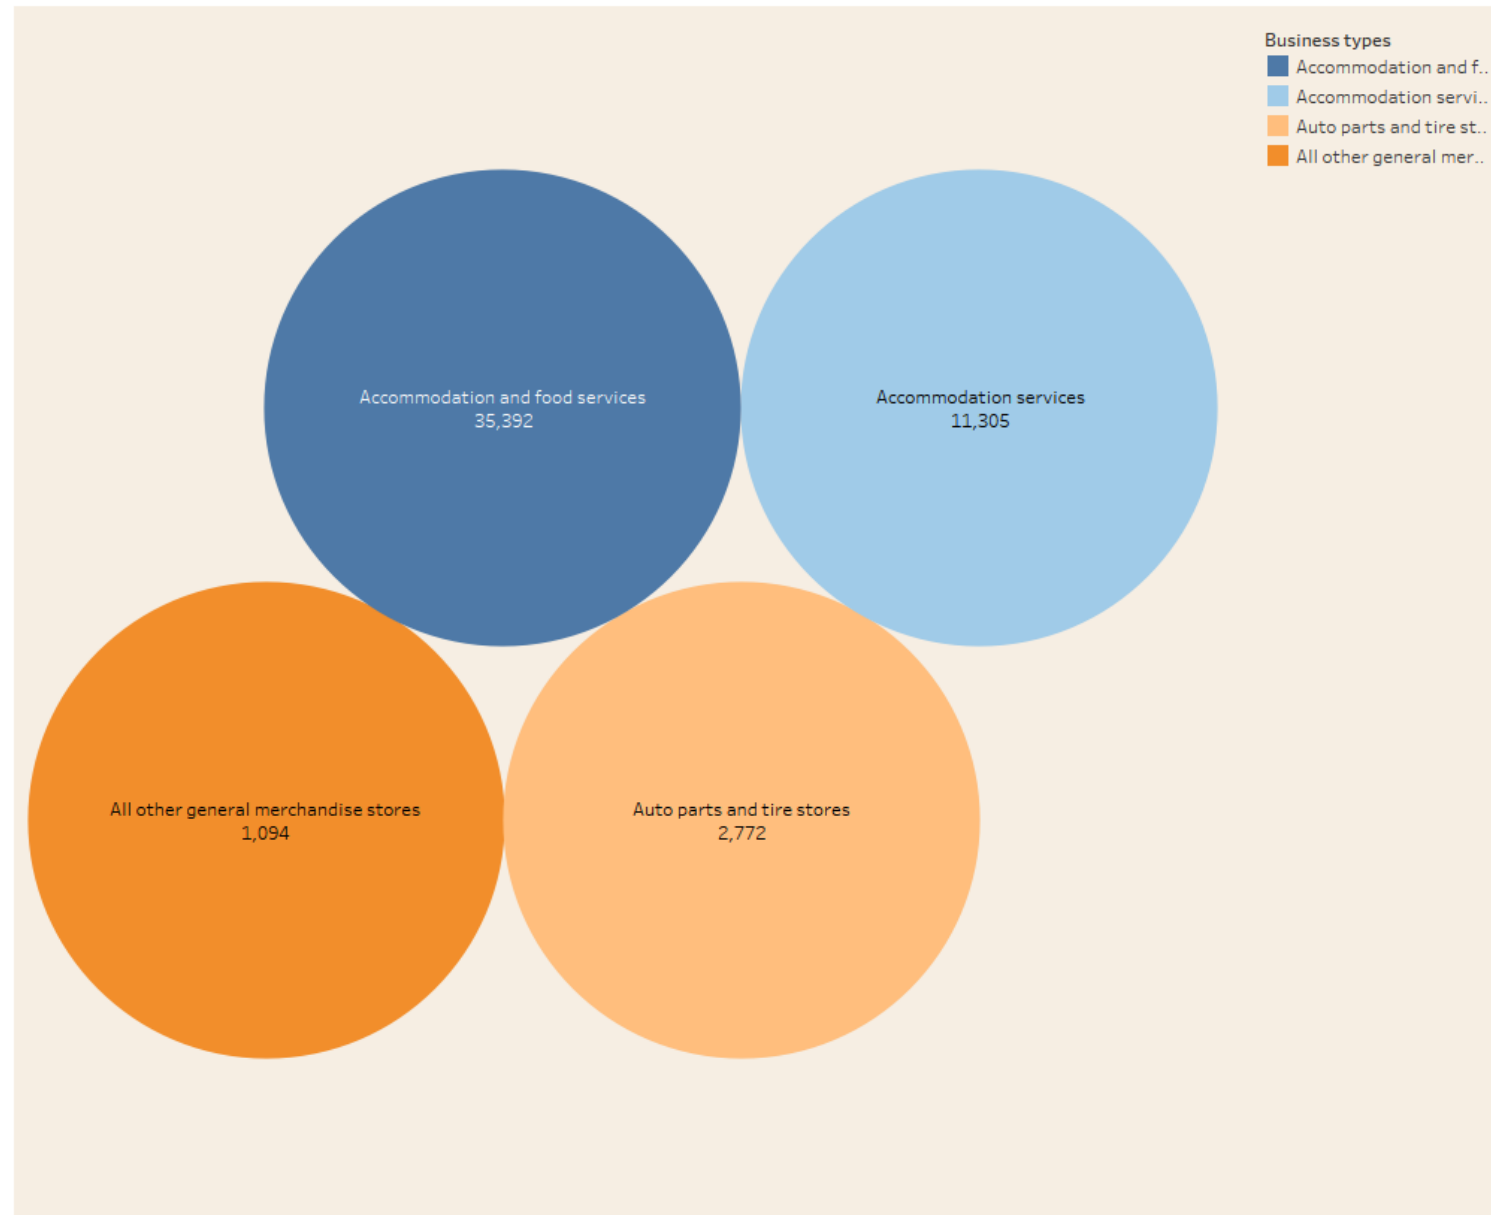 Business types
Accommodation and f..
Accommodation servi..
Auto parts and tire st..
All other general mer..
Accommodation and food services
35,392
Accommodation services
11,305
All other general merchandise stores
1,094
Auto parts and tire stores
2,772